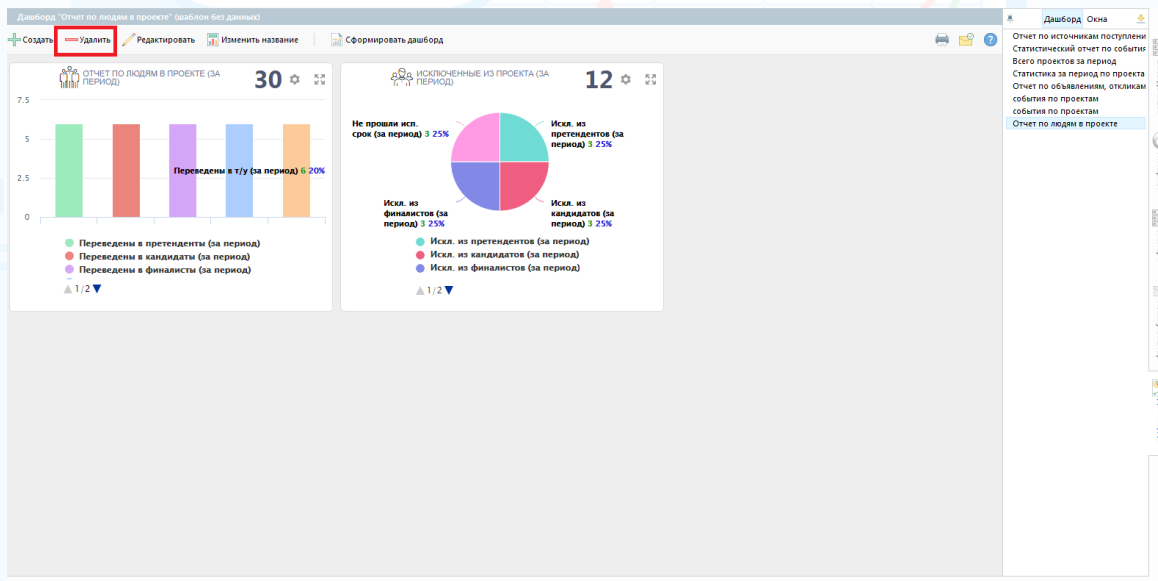 Дашборд "Отчет по людям в проекте" (шаблон без данных)
Создать Удалить Редактировать Изменить название Сформировать дашборд
ОТЧЕТ ПО ЛЮДЯМ В ПРОЕКТЕ (ЗА
ПЕРИОД)
30
7.5
5
2.5
0
Переведены в т/у (за период) 6 20%
Переведены в претенденты (за период)
Переведены в кандидаты (за период)
Переведены в финалисты (за период)
1/2
ИСКЛЮЧЕННЫЕ ИЗ ПРОЕКТА (ЗА
ПЕРИОД)
12
Не прошли исп.
срок (за период) 3 25%
Искл. из
претендентов (за
период) 3 25%
Искл. из
финалистов (за
период) 3 25%
Искл. из
кандидатов (за
период) 3 25%
Искл. из претендентов (за период)
Искл. из кандидатов (за период)
Искл. из финалистов (за период)
1/2
Дашборд Окна
Отчет по источникам поступлени
Статистический отчет по события
Всего проектов за период
Статистика за период по проекта
Отчет по объявлениям, откликам
события по проектам
события по проектам
Отчет по людям в проекте